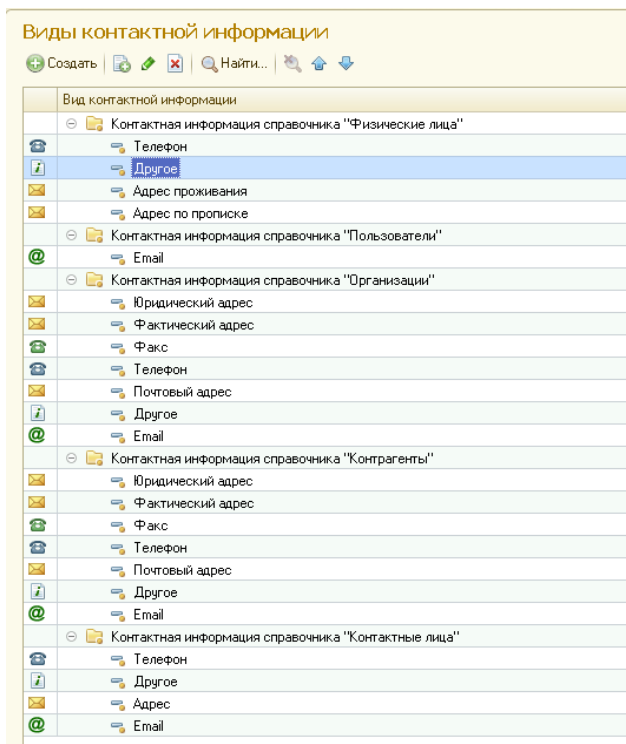 Виды контактной информации
Создать Найти...
Вид контактной информации
Контактная информация справочника "Физические лица"
Телефон
Другое
Адрес проживания
Адрес по прописке
Контактная информация справочника "Пользователи"
Email
Контактная информация справочника "Организации"
Юридический адрес
Фактический адрес
Факс
Телефон
Почтовый адрес
Другое
Email
Контактная информация справочника "Контрагенты"
Юридический адрес
Фактический адрес
Факс
Телефон
Почтовый адрес
Другое
Email
Контактная информация справочника "Контактные лица"
Телефон
Другое
Адрес
Email